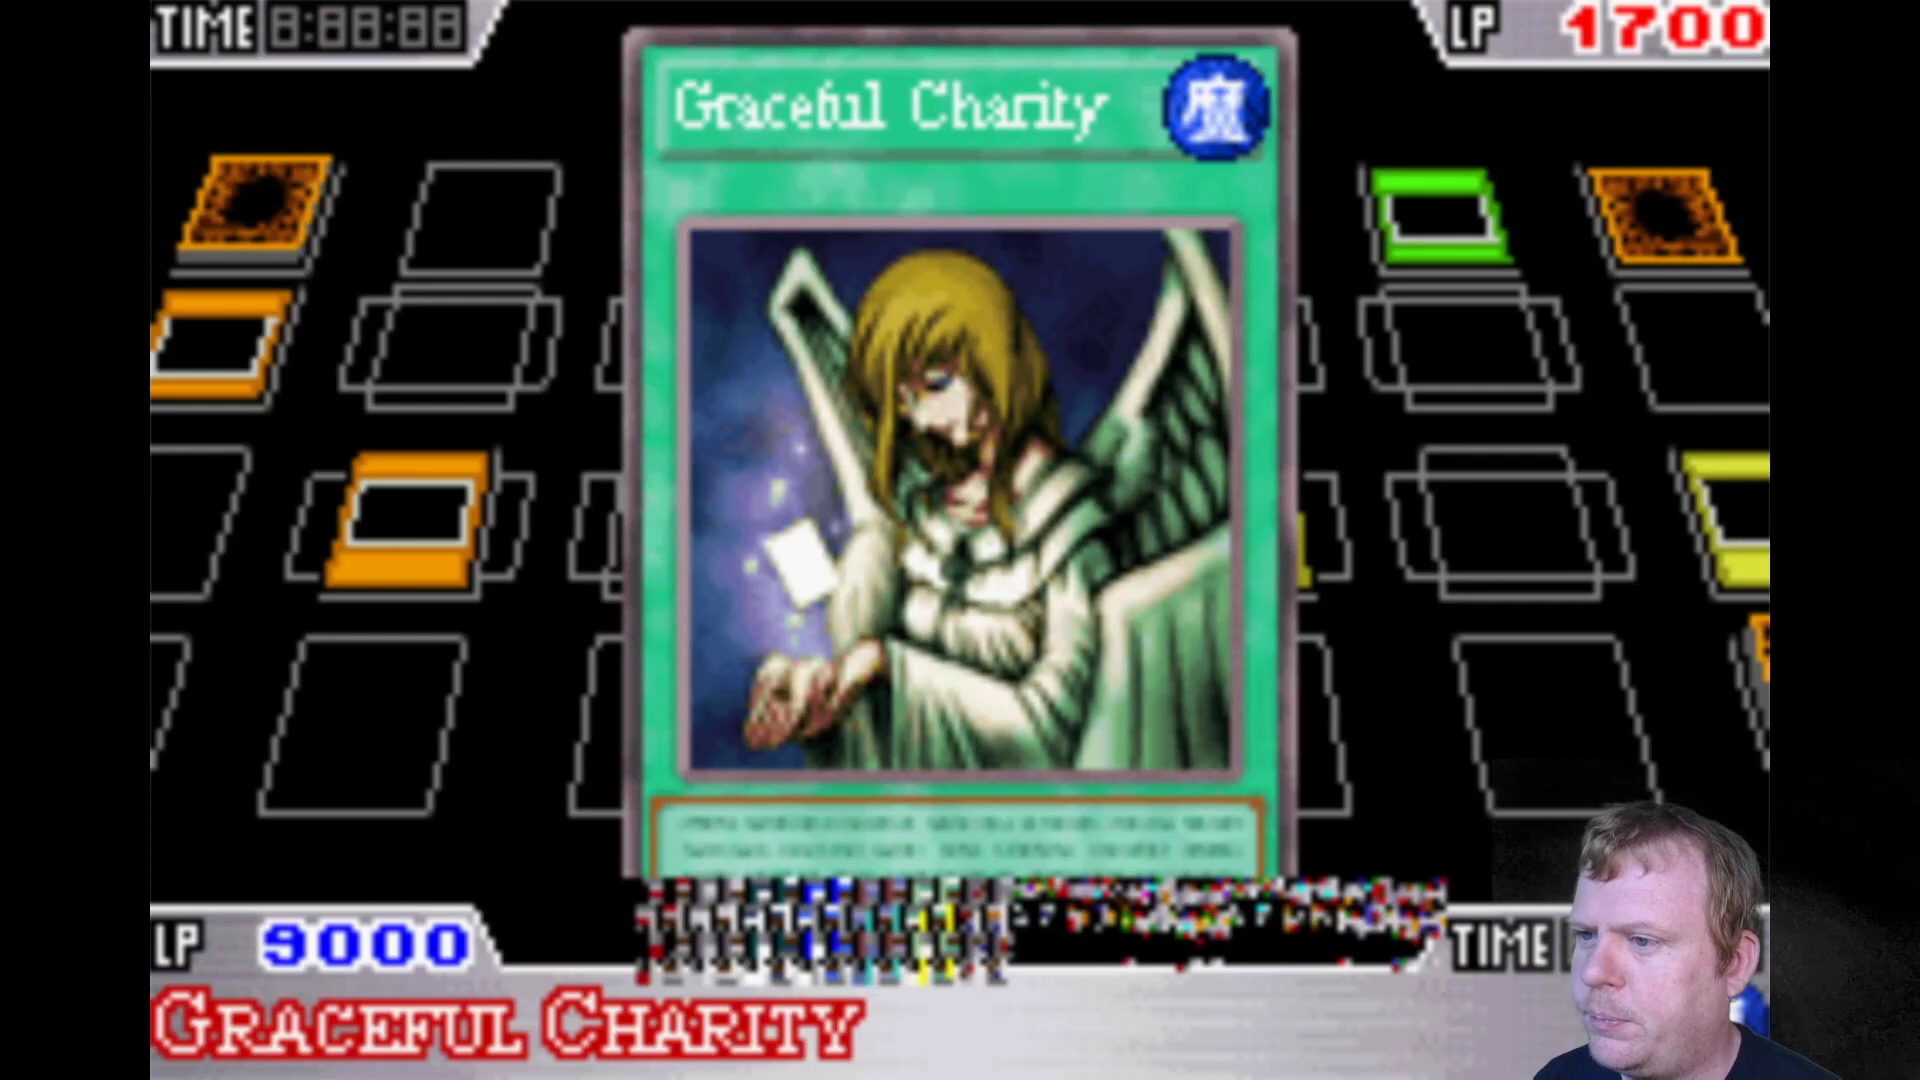 TIME 8:88:88
LP 1700
Graceful Charity 魔
LP 9000
TIME
GRACEFUL CHARITY